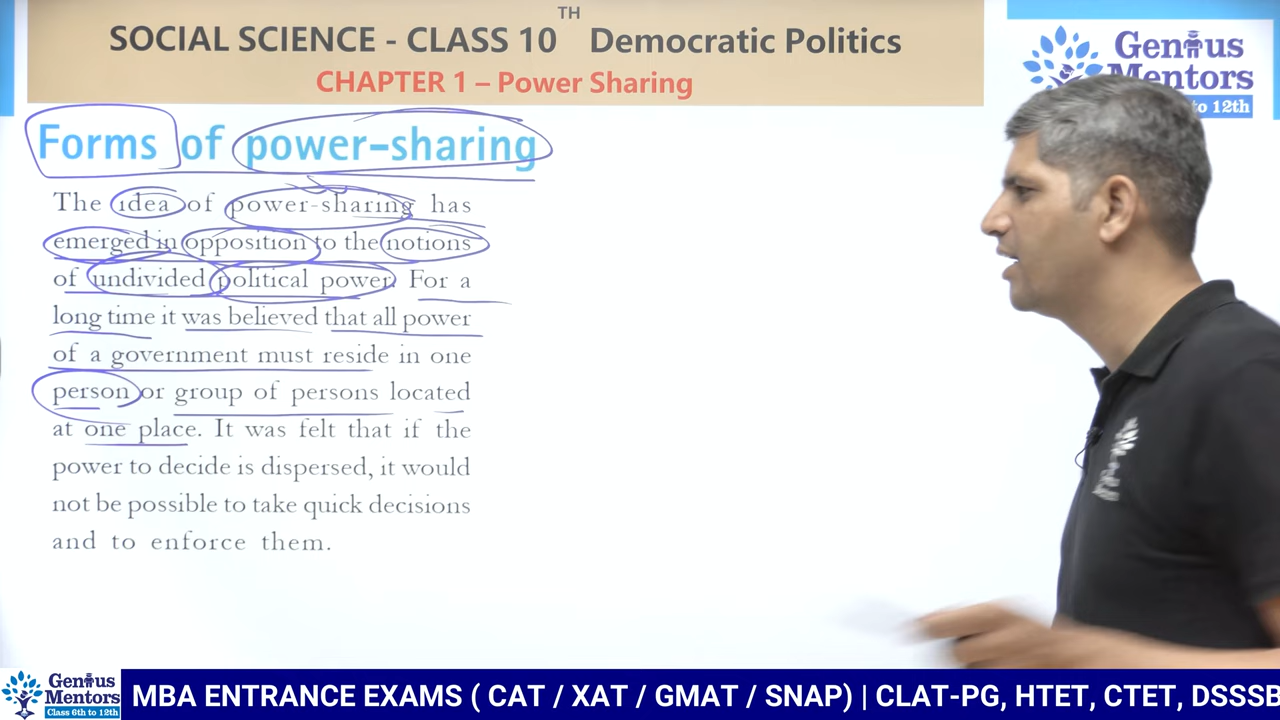 SOCIAL SCIENCE - CLASS 10TH Democratic Politics
CHAPTER 1 – Power Sharing
Genius
Mentors
to 12th
Forms of power-sharing
The idea of power-sharing has
emerged in opposition to the notions
of undivided political power. For a
long time it was believed that all power
of a government must reside in one
person or group of persons located
at one place. It was felt that if the
power to decide is dispersed, it would
not be possible to take quick decisions
and to enforce them.
Genius
Mentors
Class 6th to 12th
MBA ENTRANCE EXAMS ( CAT / XAT / GMAT / SNAP) | CLAT-PG, HTET, CTET, DSSSB